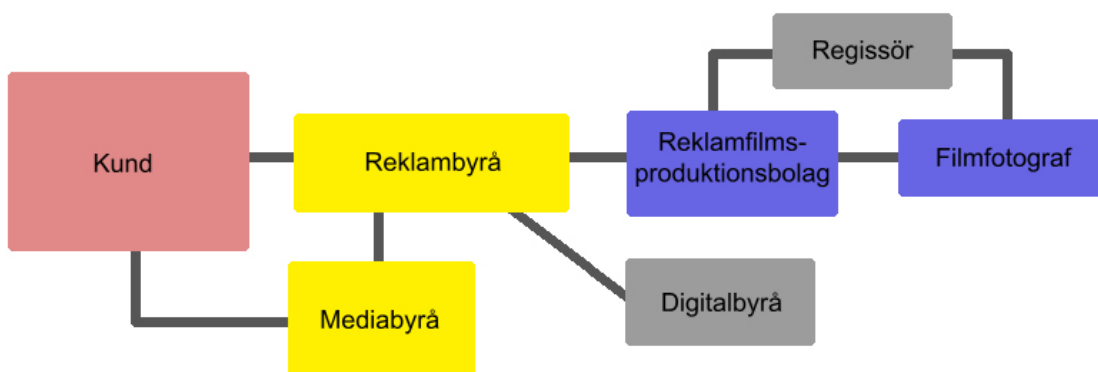 Regissör
Kund
Reklambyrå
Reklamfilms-
produktionsbolag
Filmfotograf
Mediabyrå
Digitalbyrå